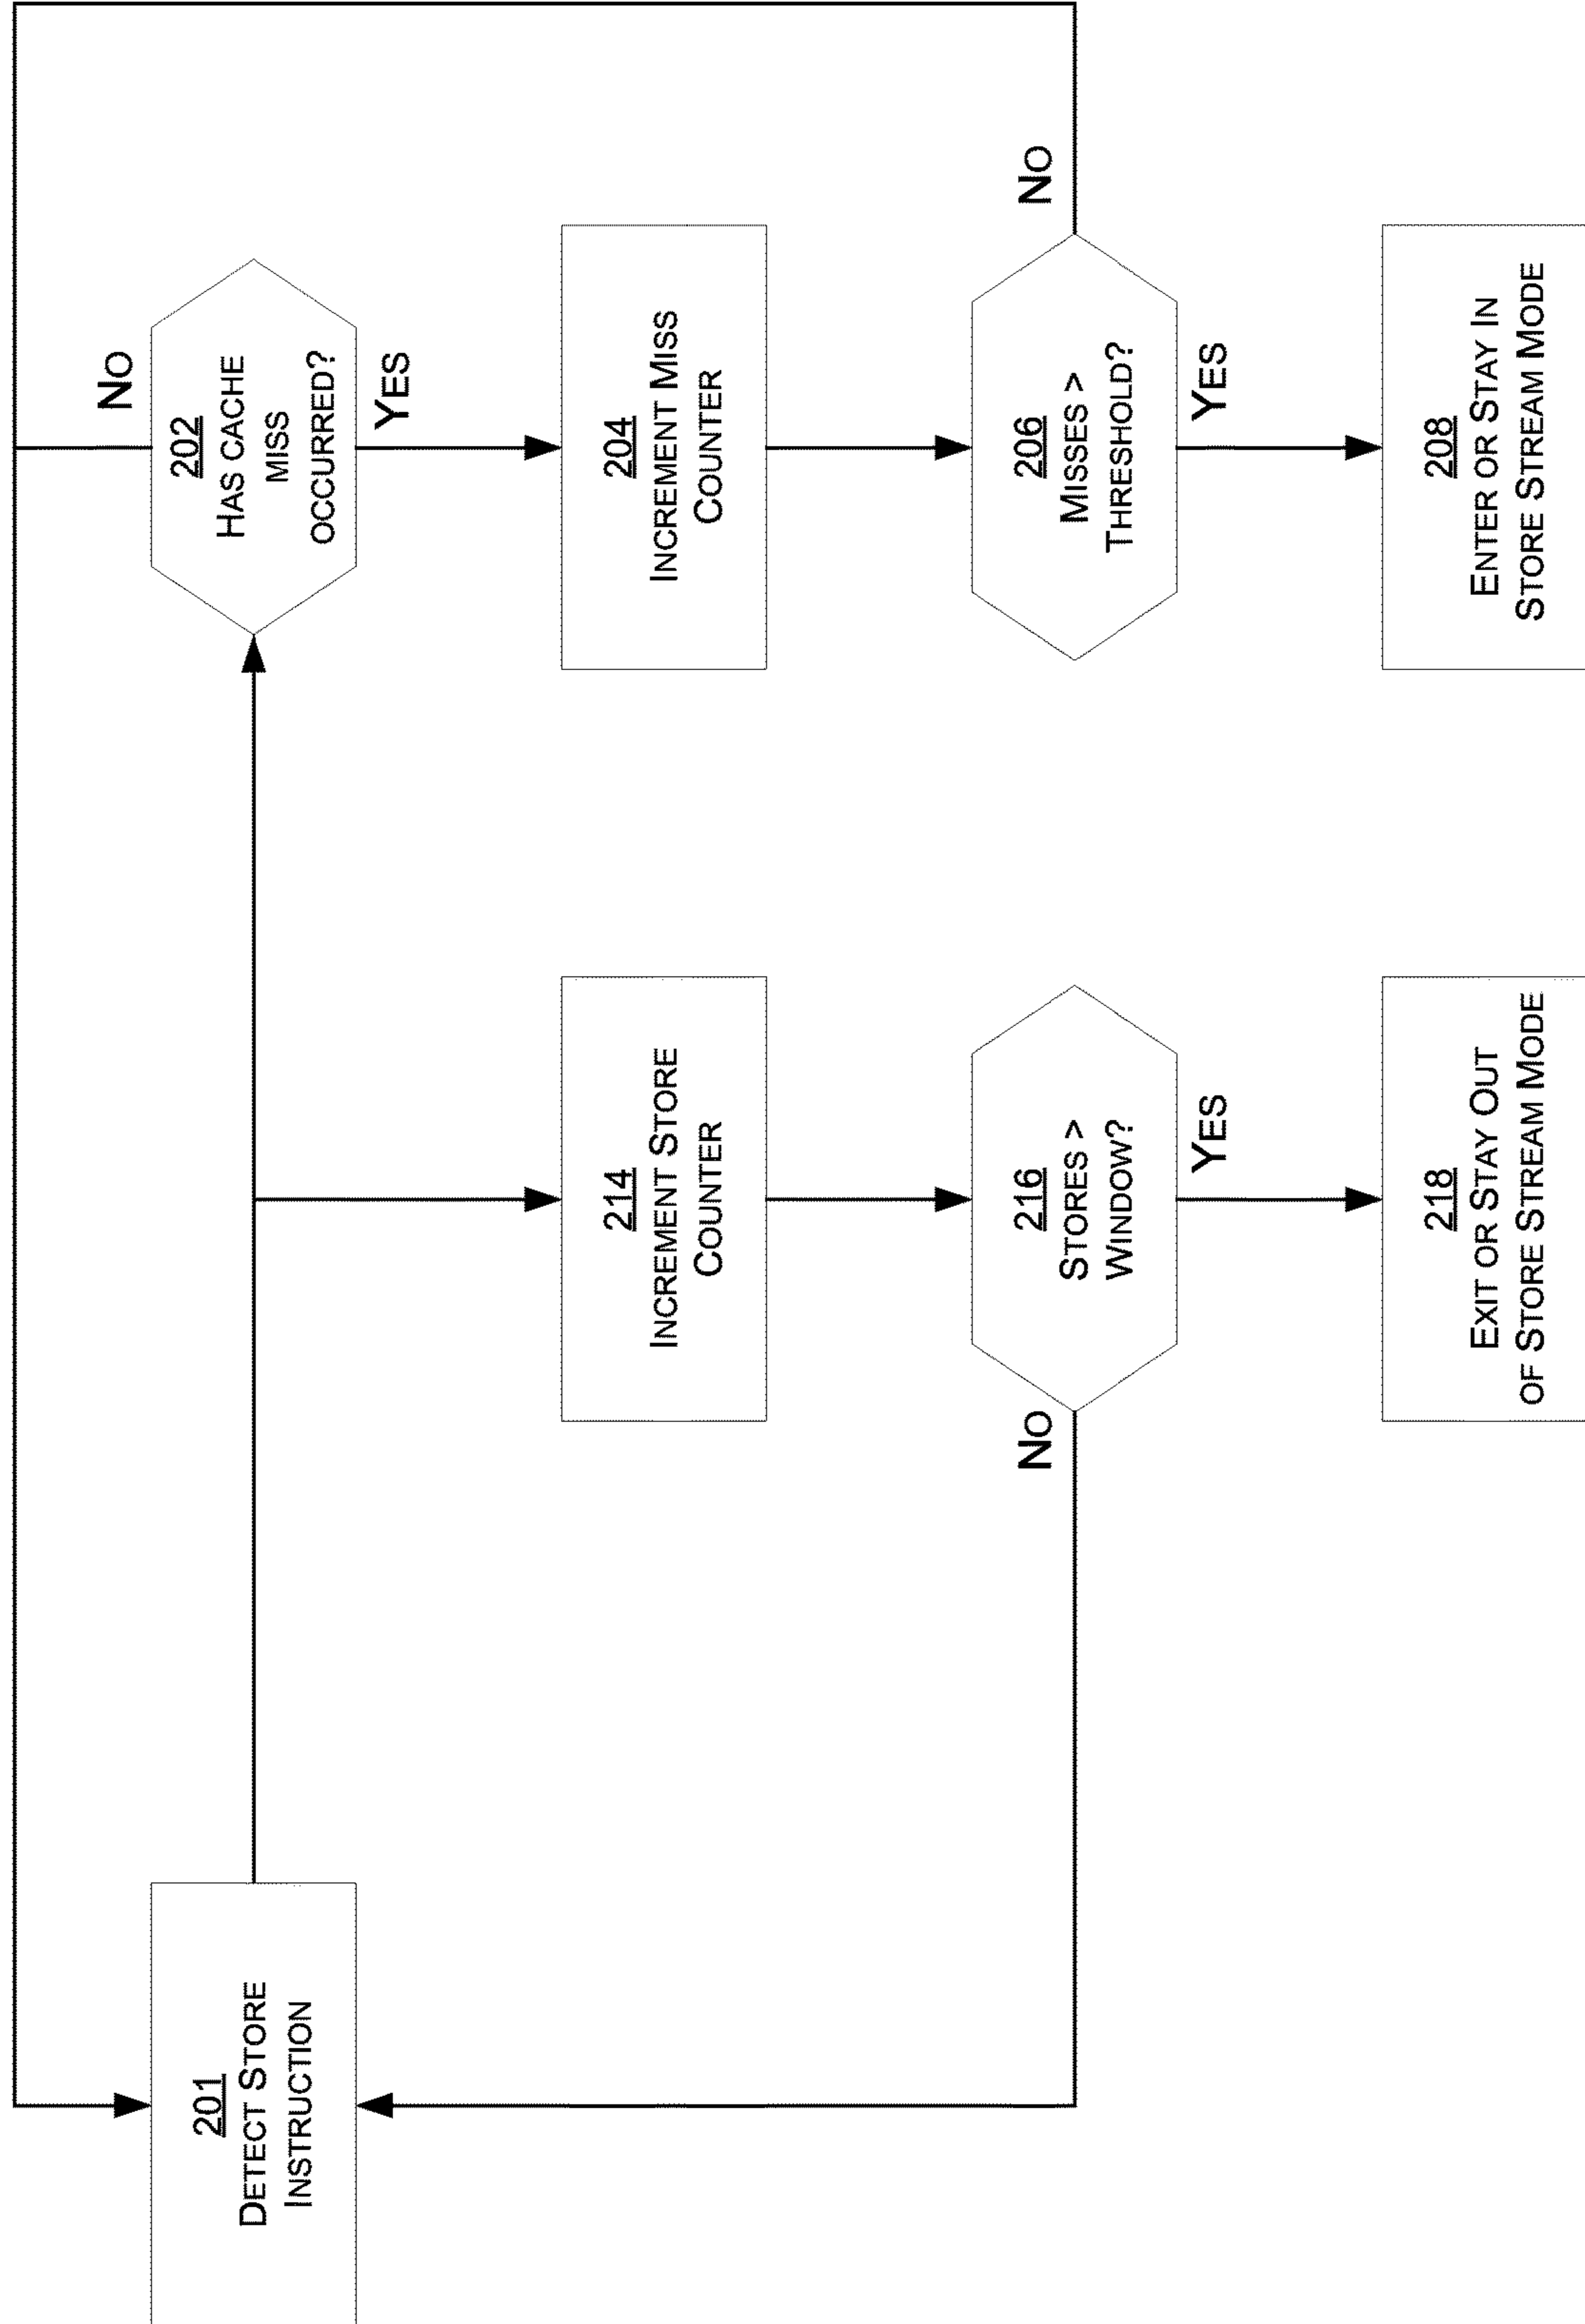 201
DETECT STORE
INSTRUCTION
202
HAS CACHE
MISS
OCCURRED?
NO
YES
214
INCREMENT STORE
COUNTER
204
INCREMENT MISS
COUNTER
216
STORES >
WINDOW?
NO
YES
206
MISSES >
THRESHOLD?
NO
YES
218
EXIT OR STAY OUT
OF STORE STREAM MODE
208
ENTER OR STAY IN
STORE STREAM MODE